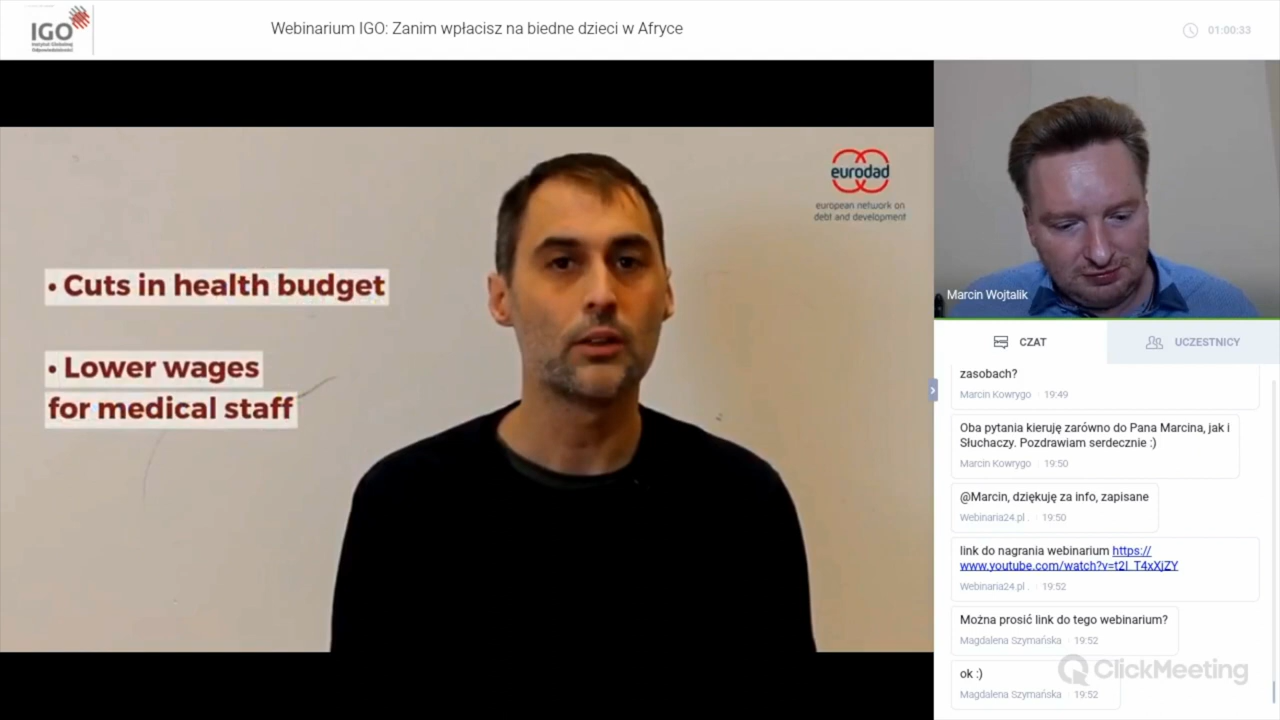 IGO
Instytut Globalnej
Odpowiedzialności
Webinarium IGO: Zanim wpłacisz na biedne dzieci w Afryce
01:00:33
eurodad
european network on
debt and development
• Cuts in health budget
• Lower wages
for medical staff
Marcin Wojtalik
CZAT
UCZESTNICY
zasobach?
Marcin Kowrygo · 19:49
Oba pytania kieruję zarówno do Pana Marcina, jak i
Słuchaczy. Pozdrawiam serdecznie :)
Marcin Kowrygo · 19:50
@Marcin, dziękuję za info, zapisane
Webinaria24.pl . · 19:50
link do nagrania webinarium https://
www.youtube.com/watch?v=t2I_T4xXjZY
Webinaria24.pl . · 19:52
Można prosić link do tego webinarium?
Magdalena Szymańska · 19:52
ok :)
Magdalena Szymańska · 19:52
ClickMeeting